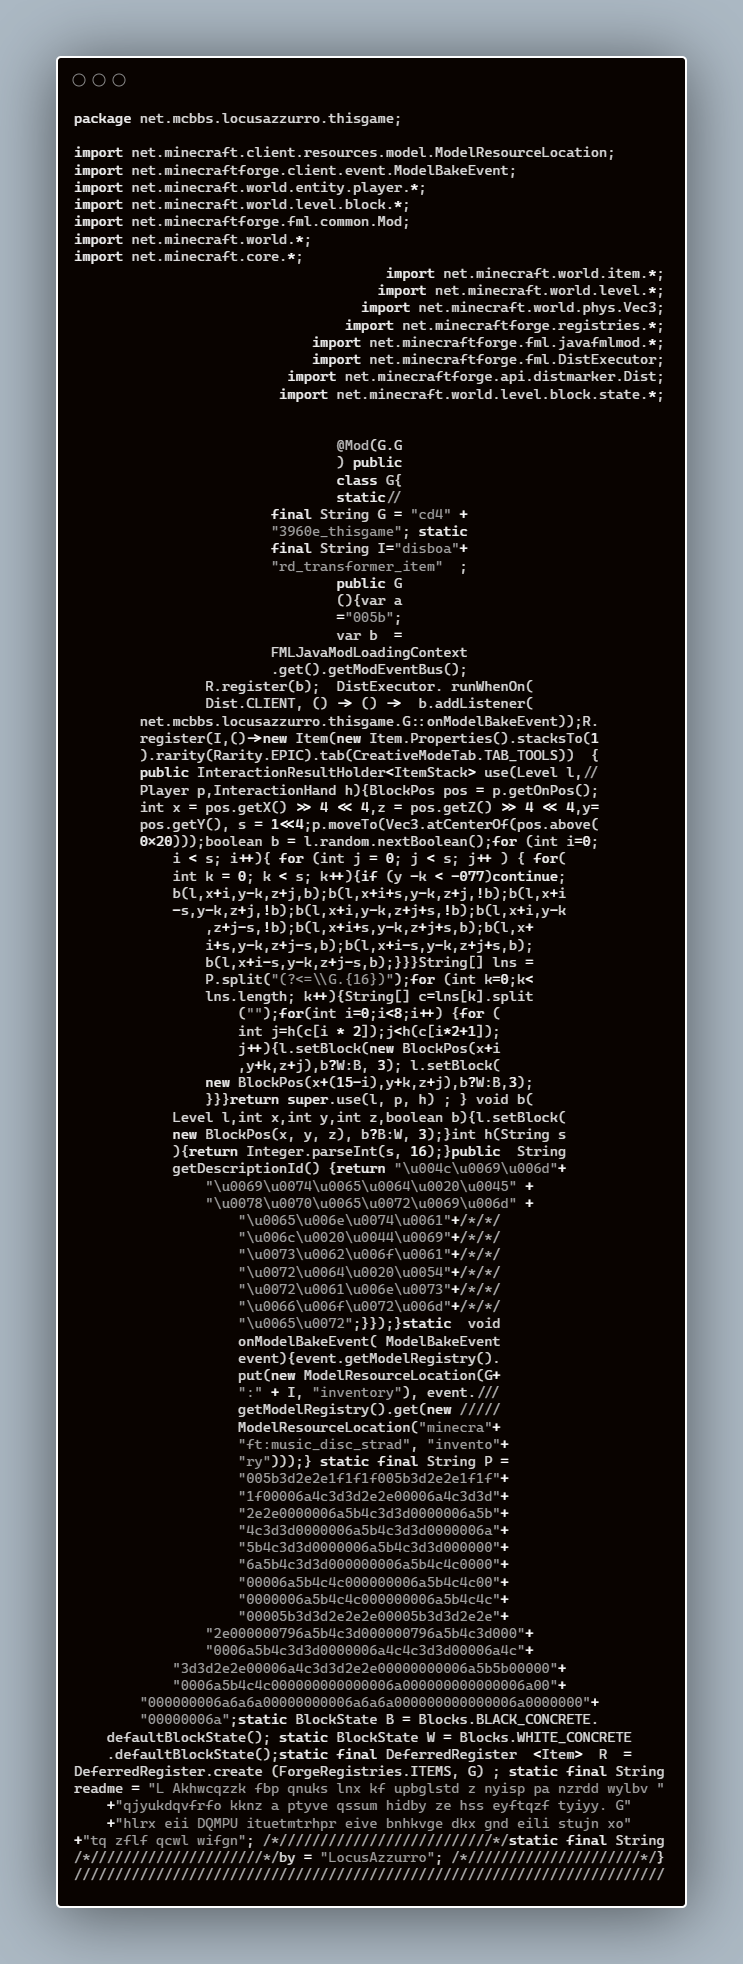 package net.mcbbs.locusazzurro.thisgame;
import net.minecraft.client.resources.model.ModelResourceLocation;
import net.minecraftforge.client.event.ModelBakeEvent;
import net.minecraft.world.entity.player.*;
import net.minecraft.world.level.block.*;
import net.minecraftforge.fml.common.Mod;
import net.minecraft.world.*;
import net.minecraft.core.*;
import net.minecraft.world.item.*;
import net.minecraft.world.level.*;
import net.minecraft.world.phys.Vec3;
import net.minecraftforge.registries.*;
import net.minecraftforge.fml.javafmlmod.*;
import net.minecraftforge.fml.DistExecutor;
import net.minecraftforge.api.distmarker.Dist;
import net.minecraft.world.level.block.state.*;
@Mod(G.G
) public
class G{
static//
final String G = "cd4" +
"3960e_thisgame"; static
final String I="disboa"+
"rd_transformer_item"  ;
public G
(){var a
="005b";
var b  =
FMLJavaModLoadingContext
.get().getModEventBus();
R.register(b);  DistExecutor. runWhenOn(
Dist.CLIENT, () -> () ->  b.addListener(
net.mcbbs.locusazzurro.thisgame.G::onModelBakeEvent));R.
register(I,()->new Item(new Item.Properties().stacksTo(1
).rarity(Rarity.EPIC).tab(CreativeModeTab.TAB_TOOLS))  {
public InteractionResultHolder<ItemStack> use(Level l,//
Player p,InteractionHand h){BlockPos pos = p.getOnPos();
int x = pos.getX() >> 4 << 4,z = pos.getZ() >> 4 << 4,y=
pos.getY(), s = 1<<4;p.moveTo(Vec3.atCenterOf(pos.above(
0x20)));boolean b = l.random.nextBoolean();for (int i=0;
i < s; i++){ for (int j = 0; j < s; j++ ) { for(
int k = 0; k < s; k++){if (y -k < -077)continue;
b(l,x+i,y-k,z+j,b);b(l,x+i+s,y-k,z+j,!b);b(l,x+i
-s,y-k,z+j,!b);b(l,x+i,y-k,z+j+s,!b);b(l,x+i,y-k
,z+j-s,!b);b(l,x+i+s,y-k,z+j+s,b);b(l,x+
i+s,y-k,z+j-s,b);b(l,x+i-s,y-k,z+j+s,b);
b(l,x+i-s,y-k,z+j-s,b);}}}String[] lns =
P.split("(?<=\\G.{16})");for (int k=0;k<
lns.length; k++){String[] c=lns[k].split
("");for(int i=0;i<8;i++) {for (
int j=h(c[i * 2]);j<h(c[i*2+1]);
j++){l.setBlock(new BlockPos(x+i
,y+k,z+j),b?W:B, 3); l.setBlock(
new BlockPos(x+(15-i),y+k,z+j),b?W:B,3);
}}}return super.use(l, p, h) ; } void b(
Level l,int x,int y,int z,boolean b){l.setBlock(
new BlockPos(x, y, z), b?B:W, 3);}int h(String s
){return Integer.parseInt(s, 16);}public  String
getDescriptionId() {return "\u004c\u0069\u006d"+
"\u0069\u0074\u0065\u0064\u0020\u0045" +
"\u0078\u0070\u0065\u0072\u0069\u006d" +
"\u0065\u006e\u0074\u0061"+/*/*/
"\u006c\u0020\u0044\u0069"+/*/*/
"\u0073\u0062\u006f\u0061"+/*/*/
"\u0072\u0064\u0020\u0054"+/*/*/
"\u0072\u0061\u006e\u0073"+/*/*/
"\u0066\u006f\u0072\u006d"+/*/*/
"\u0065\u0072";}});}static  void
onModelBakeEvent( ModelBakeEvent
event){event.getModelRegistry().
put(new ModelResourceLocation(G+
":" + I, "inventory"), event.///
getModelRegistry().get(new /////
ModelResourceLocation("minecra"+
"ft:music_disc_strad", "invento"+
"ry")));} static final String P =
"005b3d2e2e1f1f1f005b3d2e2e1f1f"+
"1f00006a4c3d3d2e2e00006a4c3d3d"+
"2e2e0000006a5b4c3d3d0000006a5b"+
"4c3d3d0000006a5b4c3d3d0000006a"+
"5b4c3d3d0000006a5b4c3d3d000000"+
"6a5b4c3d3d000000006a5b4c4c0000"+
"00006a5b4c4c000000006a5b4c4c00"+
"0000006a5b4c4c000000006a5b4c4c"+
"00005b3d3d2e2e2e00005b3d3d2e2e"+
"2e000000796a5b4c3d000000796a5b4c3d000"+
"0006a5b4c3d3d0000006a4c4c3d3d00006a4c"+
"3d3d2e2e00006a4c3d3d2e2e00000000006a5b5b00000"+
"0006a5b4c4c000000000000006a000000000000006a00"+
"000000006a6a6a00000000006a6a6a000000000000006a0000000"+
"00000006a";static BlockState B = Blocks.BLACK_CONCRETE.
defaultBlockState(); static BlockState W = Blocks.WHITE_CONCRETE
.defaultBlockState();static final DeferredRegister  <Item>  R  =
DeferredRegister.create (ForgeRegistries.ITEMS, G) ; static final String
readme = "L Akhwcqzzk fbp qnuks lnx kf upbglstd z nyisp pa nzrdd wylbv "
+"qjyukdqvfrfo kknz a ptyve qssum hidby ze hss eyftqzf tyiyy. G"
+"hlrx eii DQMPU ituetmtrhpr eive bnhkvge dkx gnd eili stujn xo"
+"tq zflf qcwl wifgn"; /*//////////////////////////*/static final String
/*/////////////////////*/by = "LocusAzzurro"; /*/////////////////////*/}
////////////////////////////////////////////////////////////////////////